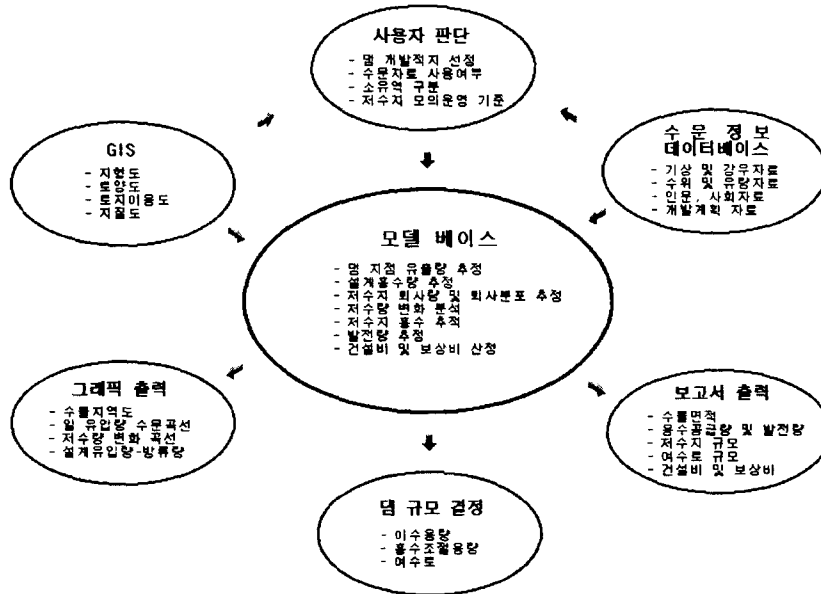 사용자 판단
- 댐 개발적지 선정
- 수문자료 사용여부
- 소유역 구분
- 저수지 모의운영 기준
GIS
- 지형도
- 토양도
- 토지이용도
- 지질도
수 문 정 보
데이터베이스
- 기상 및 강우자료
- 수위 및 유량자료
- 인문, 사회자료
- 개발계획 자료
모델 베이스
- 댐 지점 유출량 추정
- 설계홍수량 추정
- 저수지 퇴사량 및 퇴사분포 추정
- 저수량 변화 분석
- 저수지 홍수 추적
- 발전량 추정
- 건설비 및 보상비 산정
그래픽 출력
- 수몰지역도
- 일 유입량 수문곡선
- 저수량 변화 곡선
- 설계유입량-방류량
보고서 출력
- 수몰면적
- 용수공급량 및 발전량
- 저수지 규모
- 여수로 규모
- 건설비 및 보상비
댐 규모 결정
- 이수용량
- 홍수조절용량
- 여수로